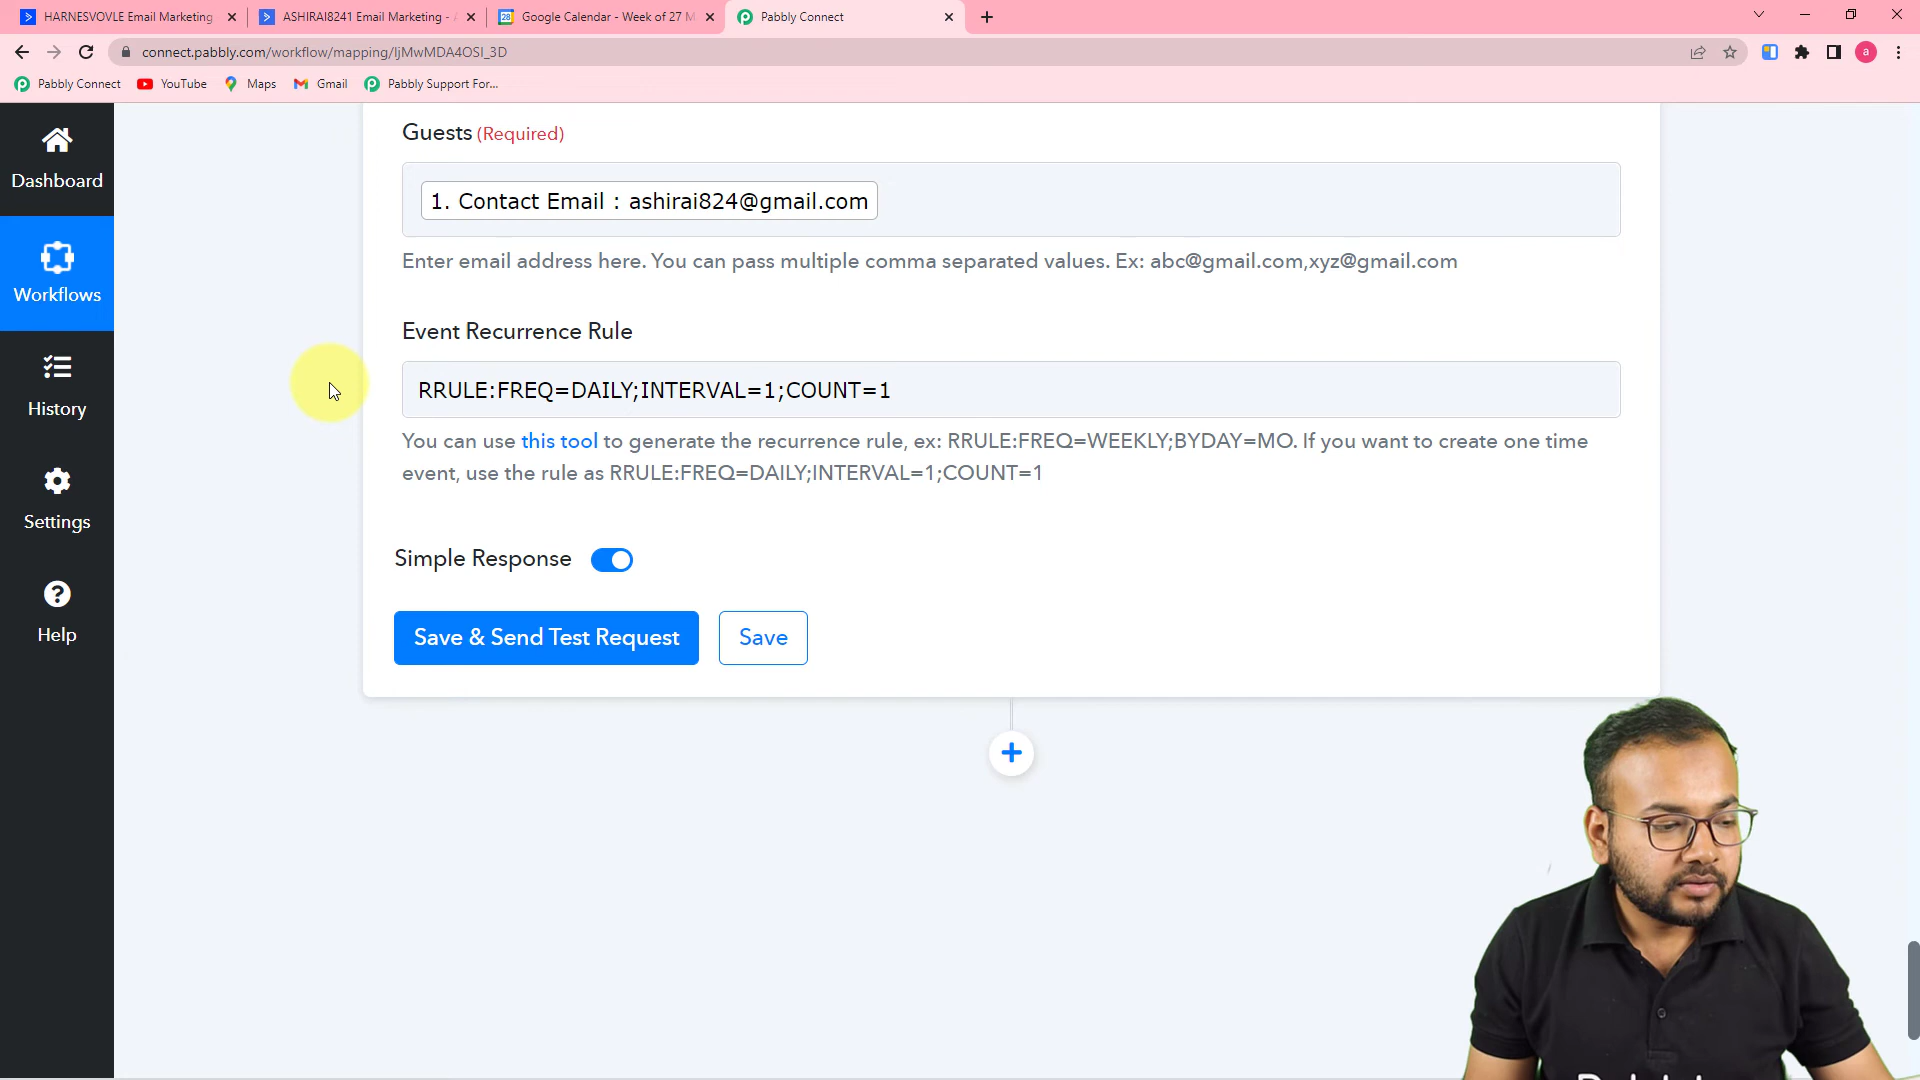 HARNESVOVLE Email Marketing
ASHIRAI8241 Email Marketing - A
Google Calendar - Week of 27 M
Pabbly Connect
connect.pabbly.com/workflow/mapping/IjMwMDA4OSI_3D
a
Pabbly Connect
YouTube
Maps
Gmail
Pabbly Support For...
Dashboard
Workflows
History
Settings
Help
Guests (Required)
1. Contact Email : ashirai824@gmail.com
Enter email address here. You can pass multiple comma separated values. Ex: abc@gmail.com,xyz@gmail.com
Event Recurrence Rule
RRULE:FREQ=DAILY;INTERVAL=1;COUNT=1
You can use this tool to generate the recurrence rule, ex: RRULE:FREQ=WEEKLY;BYDAY=MO. If you want to create one time
event, use the rule as RRULE:FREQ=DAILY;INTERVAL=1;COUNT=1
Simple Response
Save & Send Test Request
Save